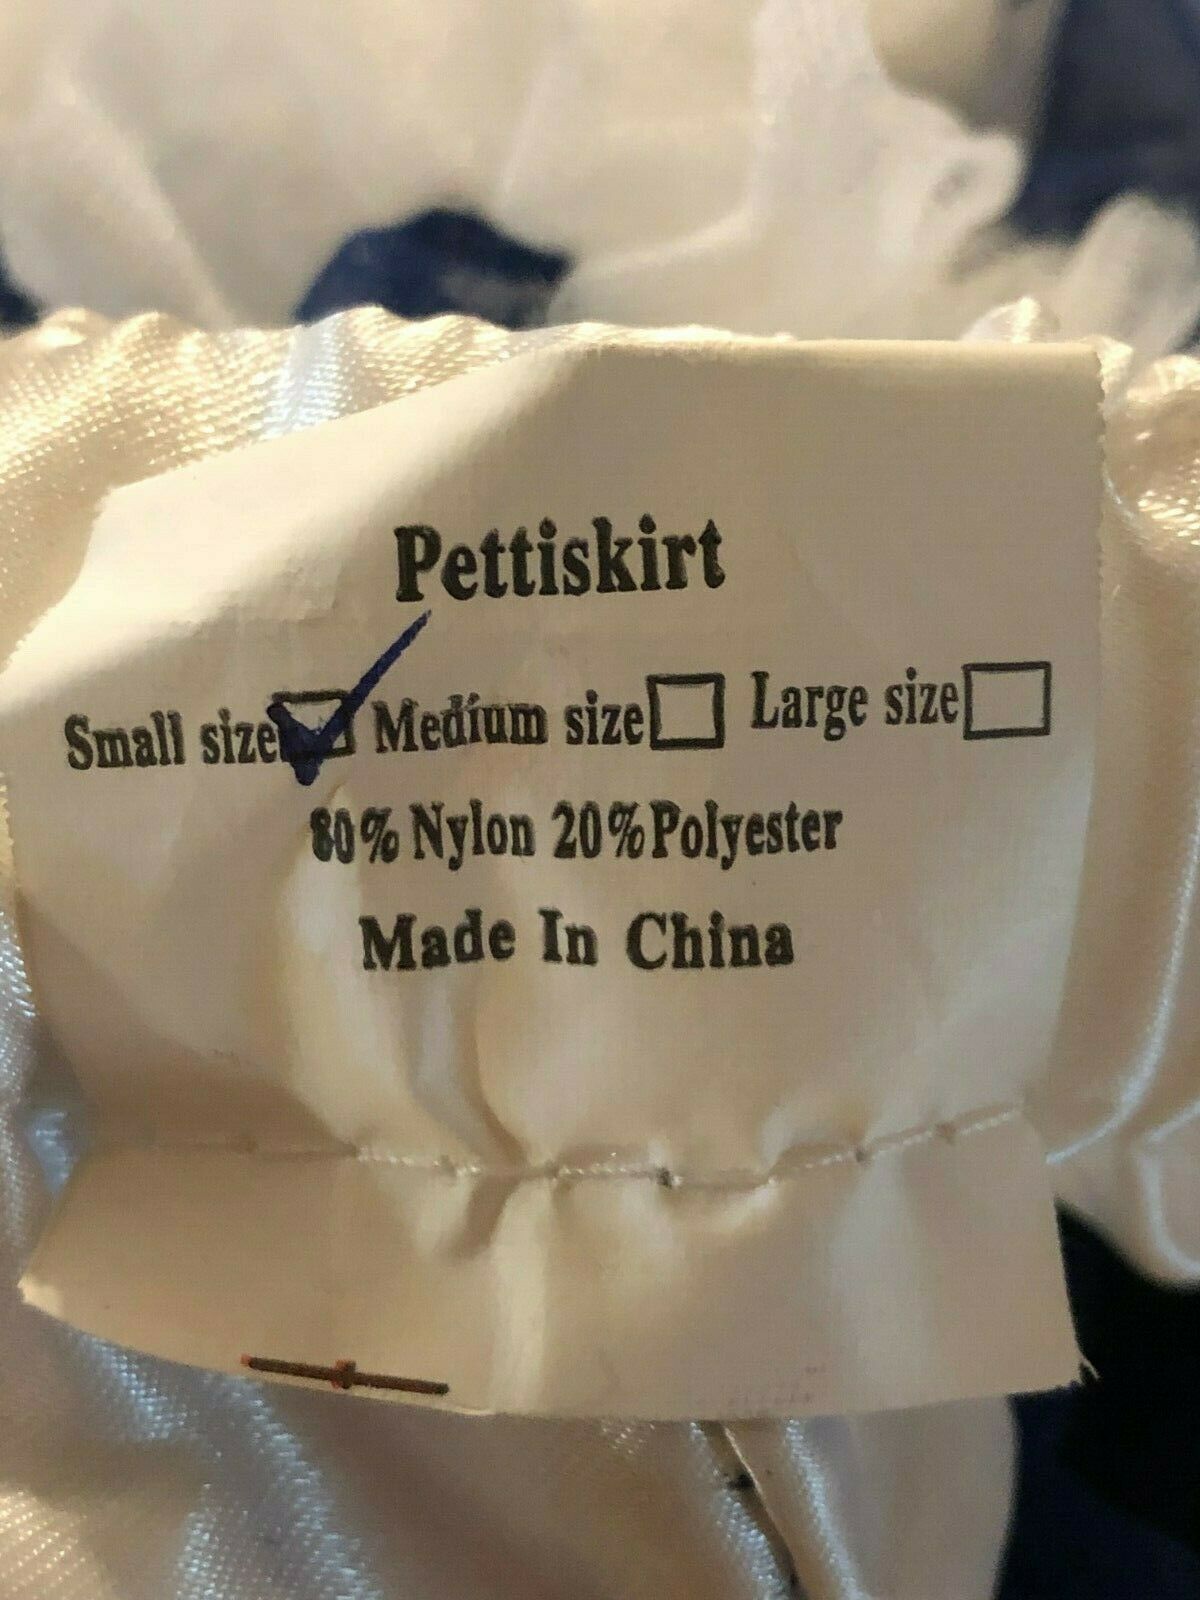 Pettiskirt
Small size Medium size Large size
80% Nylon 20% Polyester
Made In China